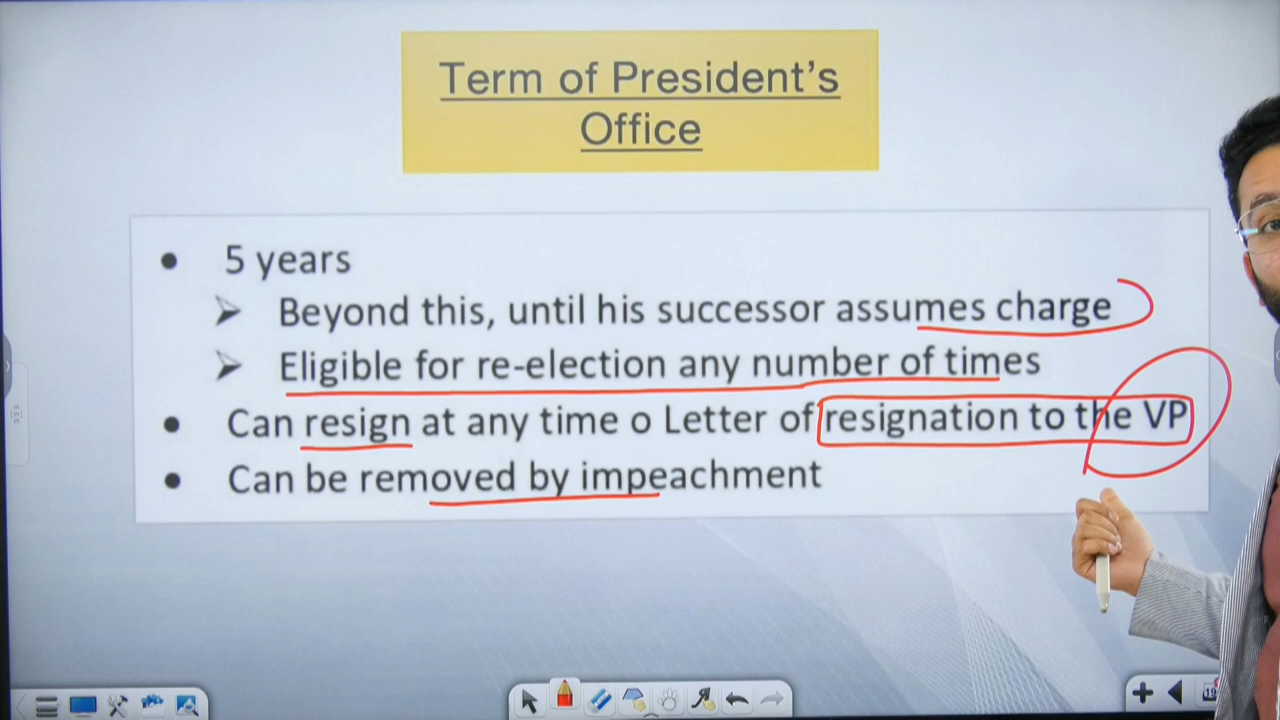 Term of President's
Office
• 5 years
➢ Beyond this, until his successor assumes charge
➢ Eligible for re-election any number of times
• Can resign at any time o Letter of resignation to the VP
• Can be removed by impeachment
19